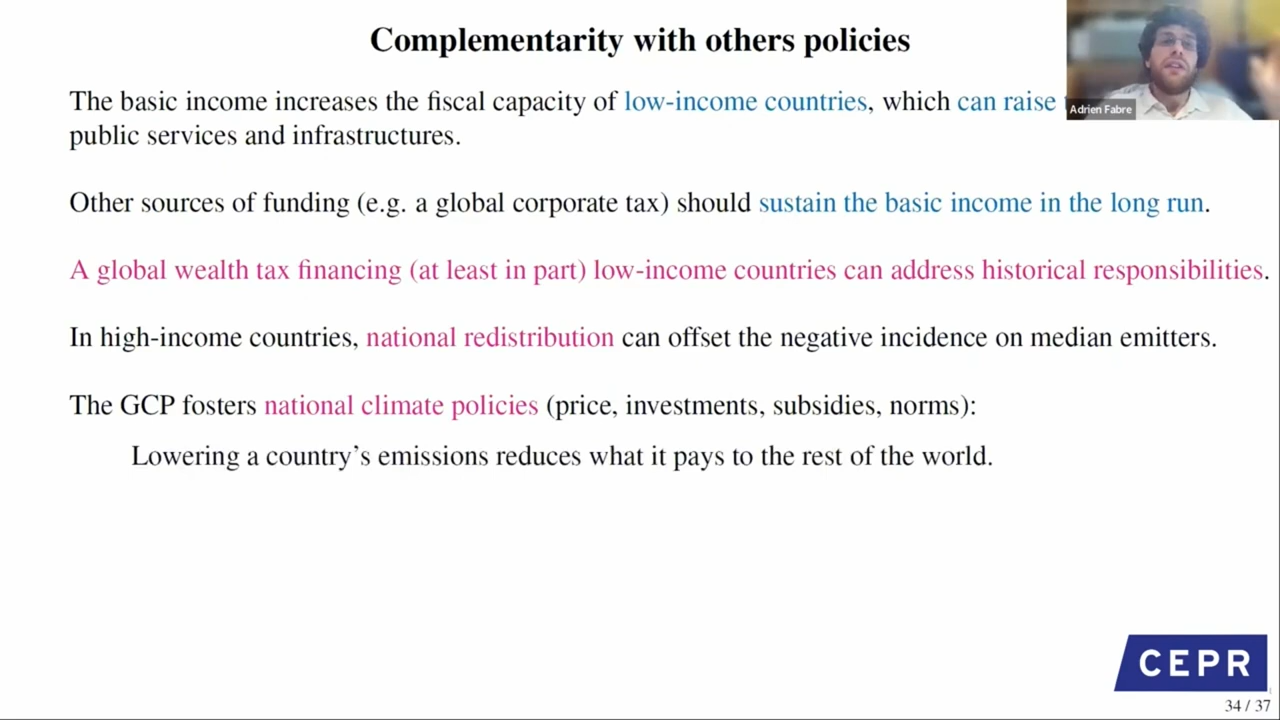 Complementarity with others policies
The basic income increases the fiscal capacity of low-income countries, which can raise
public services and infrastructures.
Other sources of funding (e.g. a global corporate tax) should sustain the basic income in the long run.
A global wealth tax financing (at least in part) low-income countries can address historical responsibilities.
In high-income countries, national redistribution can offset the negative incidence on median emitters.
The GCP fosters national climate policies (price, investments, subsidies, norms):
Lowering a country’s emissions reduces what it pays to the rest of the world.
Adrien Fabre
CEPR
34 / 37